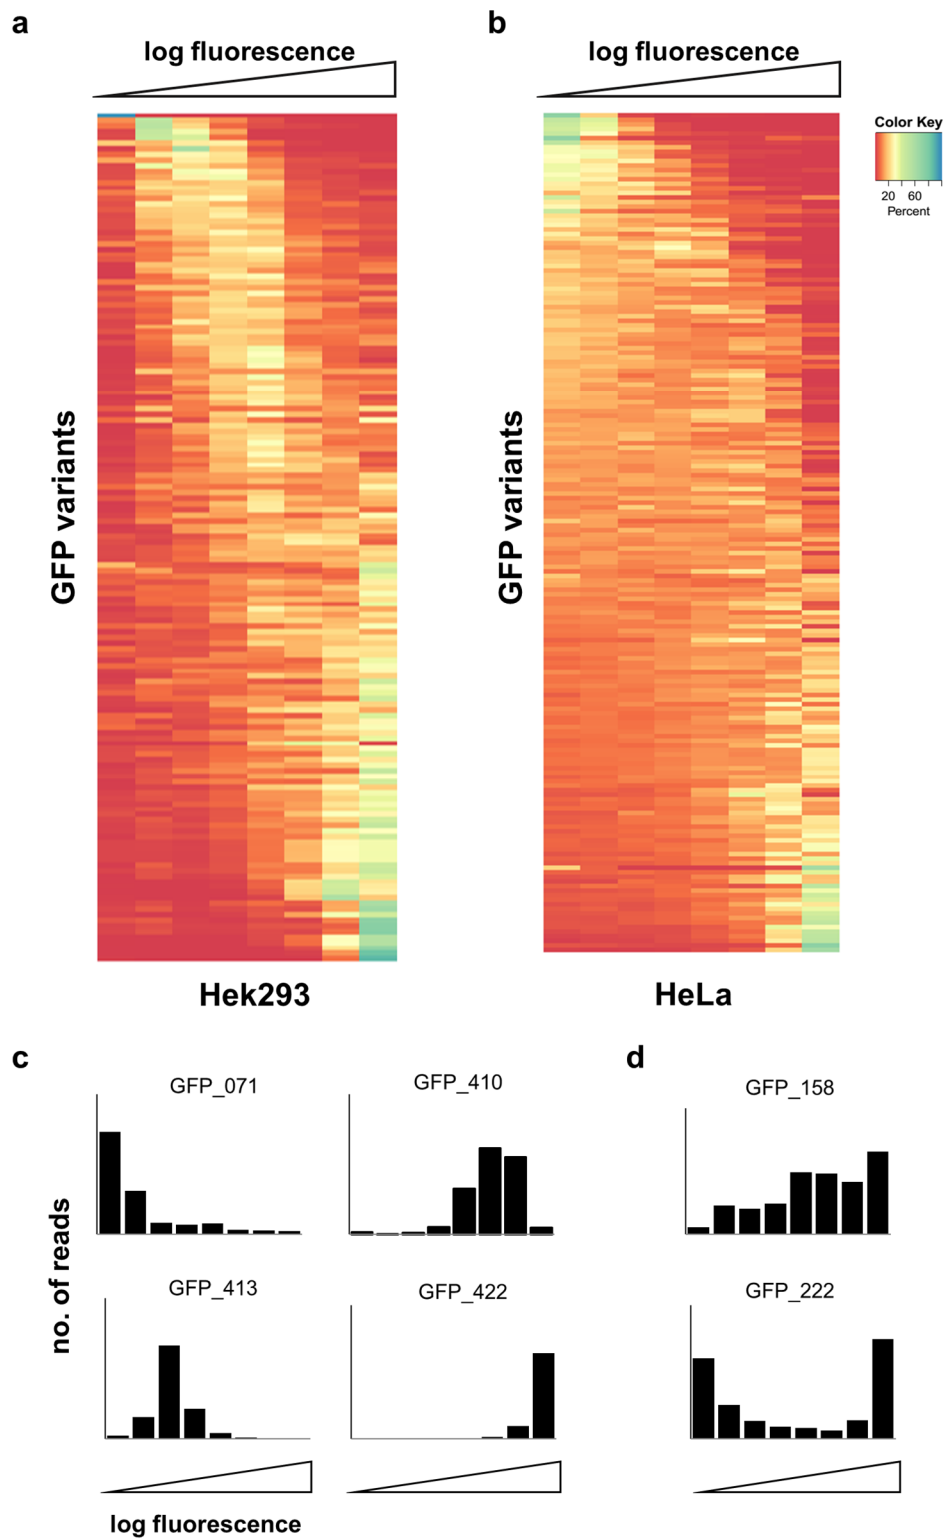 a
b
log fluorescence
log fluorescence
Color Key
20 60
Percent
GFP variants
GFP variants
Hek293
HeLa
c
d
GFP_071
GFP_410
GFP_158
no. of reads
GFP_413
GFP_422
GFP_222
log fluorescence